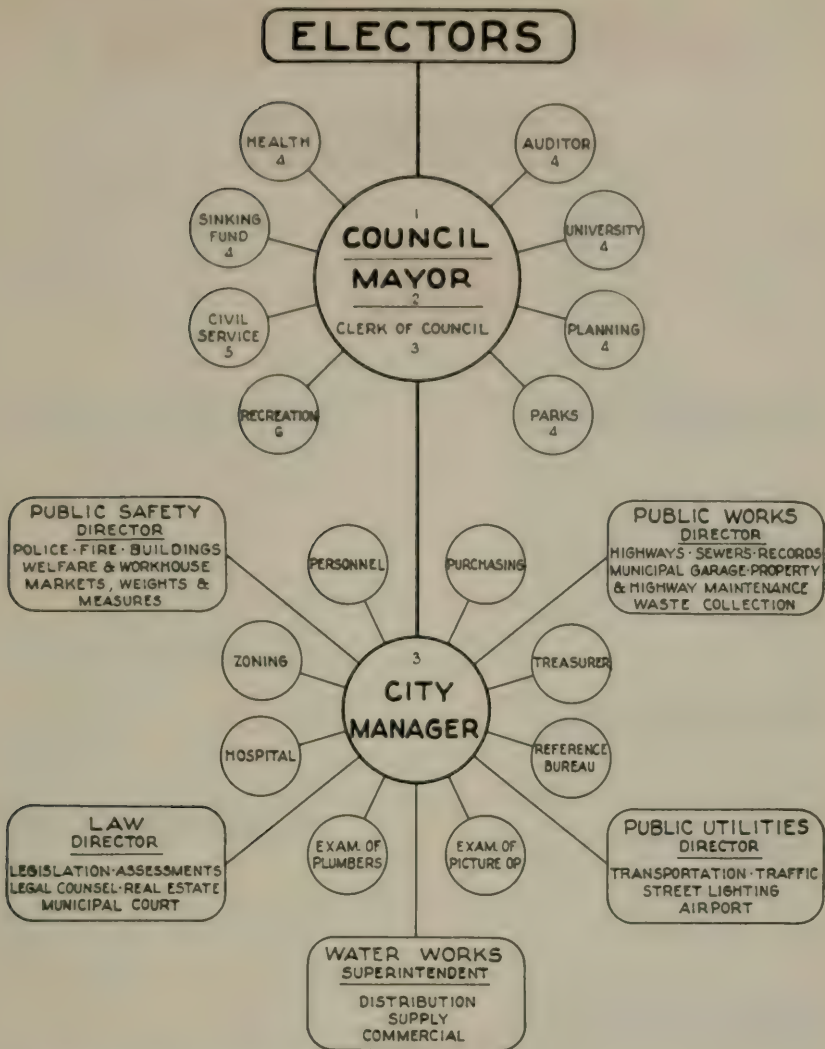 ELECTORS
HEALTH
4
AUDITOR
4
SINKING
FUND
4
UNIVERSITY
4
1
COUNCIL
MAYOR
2
CLERK OF COUNCIL
3
CIVIL
SERVICE
5
PLANNING
4
RECREATION
6
PARKS
4
PUBLIC SAFETY
DIRECTOR
POLICE·FIRE·BUILDINGS
WELFARE & WORKHOUSE
MARKETS, WEIGHTS &
MEASURES
PERSONNEL
PURCHASING
PUBLIC WORKS
DIRECTOR
HIGHWAYS·SEWERS·RECORDS
MUNICIPAL GARAGE·PROPERTY
& HIGHWAY MAINTENANCE
WASTE COLLECTION
ZONING
3
CITY
MANAGER
TREASURER
HOSPITAL
REFERENCE
BUREAU
LAW
DIRECTOR
LEGISLATION·ASSESSMENTS
LEGAL COUNSEL·REAL ESTATE
MUNICIPAL COURT
EXAM. OF
PLUMBERS
EXAM. OF
PICTURE OP.
PUBLIC UTILITIES
DIRECTOR
TRANSPORTATION·TRAFFIC
STREET LIGHTING
AIRPORT
WATER WORKS
SUPERINTENDENT
DISTRIBUTION
SUPPLY
COMMERCIAL